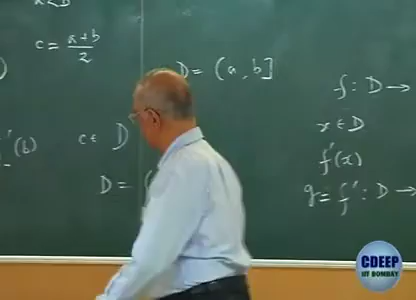 a<b
c = a+b/2
D = (a, b]
f: D →
)
'(b)
c ∈ D
x ∈ D
f'(x)
D = (
g = f': D →
CDEEP
IIT BOMBAY